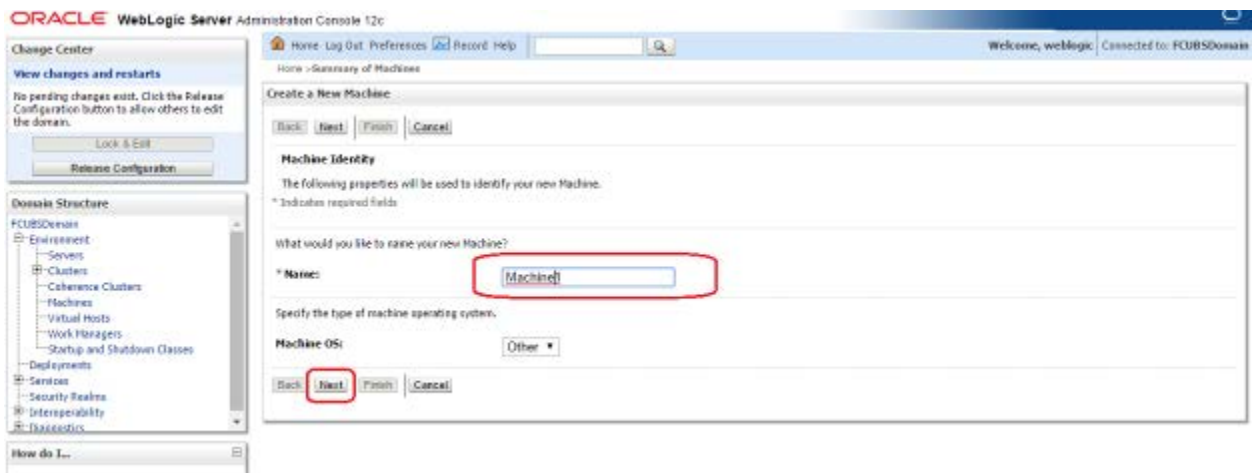 ORACLE WebLogic Server Administration Console 12c
Change Center
View changes and restarts
No pending changes exist. Click the Release
Configuration button to allow others to edit
the domain.
Lock & Edit
Release Configuration
Domain Structure
FCUBSDomain
Environment
Servers
Clusters
Coherence Clusters
Machines
Virtual Hosts
Work Managers
Startup and Shutdown Classes
Deployments
Services
Security Realms
Interoperability
Diagnostics
How do I...
Home Log Out Preferences Record Help
Welcome, weblogic Connected to: FCUBSDomain
Home >Summary of Machines
Create a New Machine
Back Next Finish Cancel
Machine Identity
The following properties will be used to identify your new Machine.
* Indicates required fields
What would you like to name your new Machine?
* Name: Machine1
Specify the type of machine operating system.
Machine OS: Other
Back Next Finish Cancel